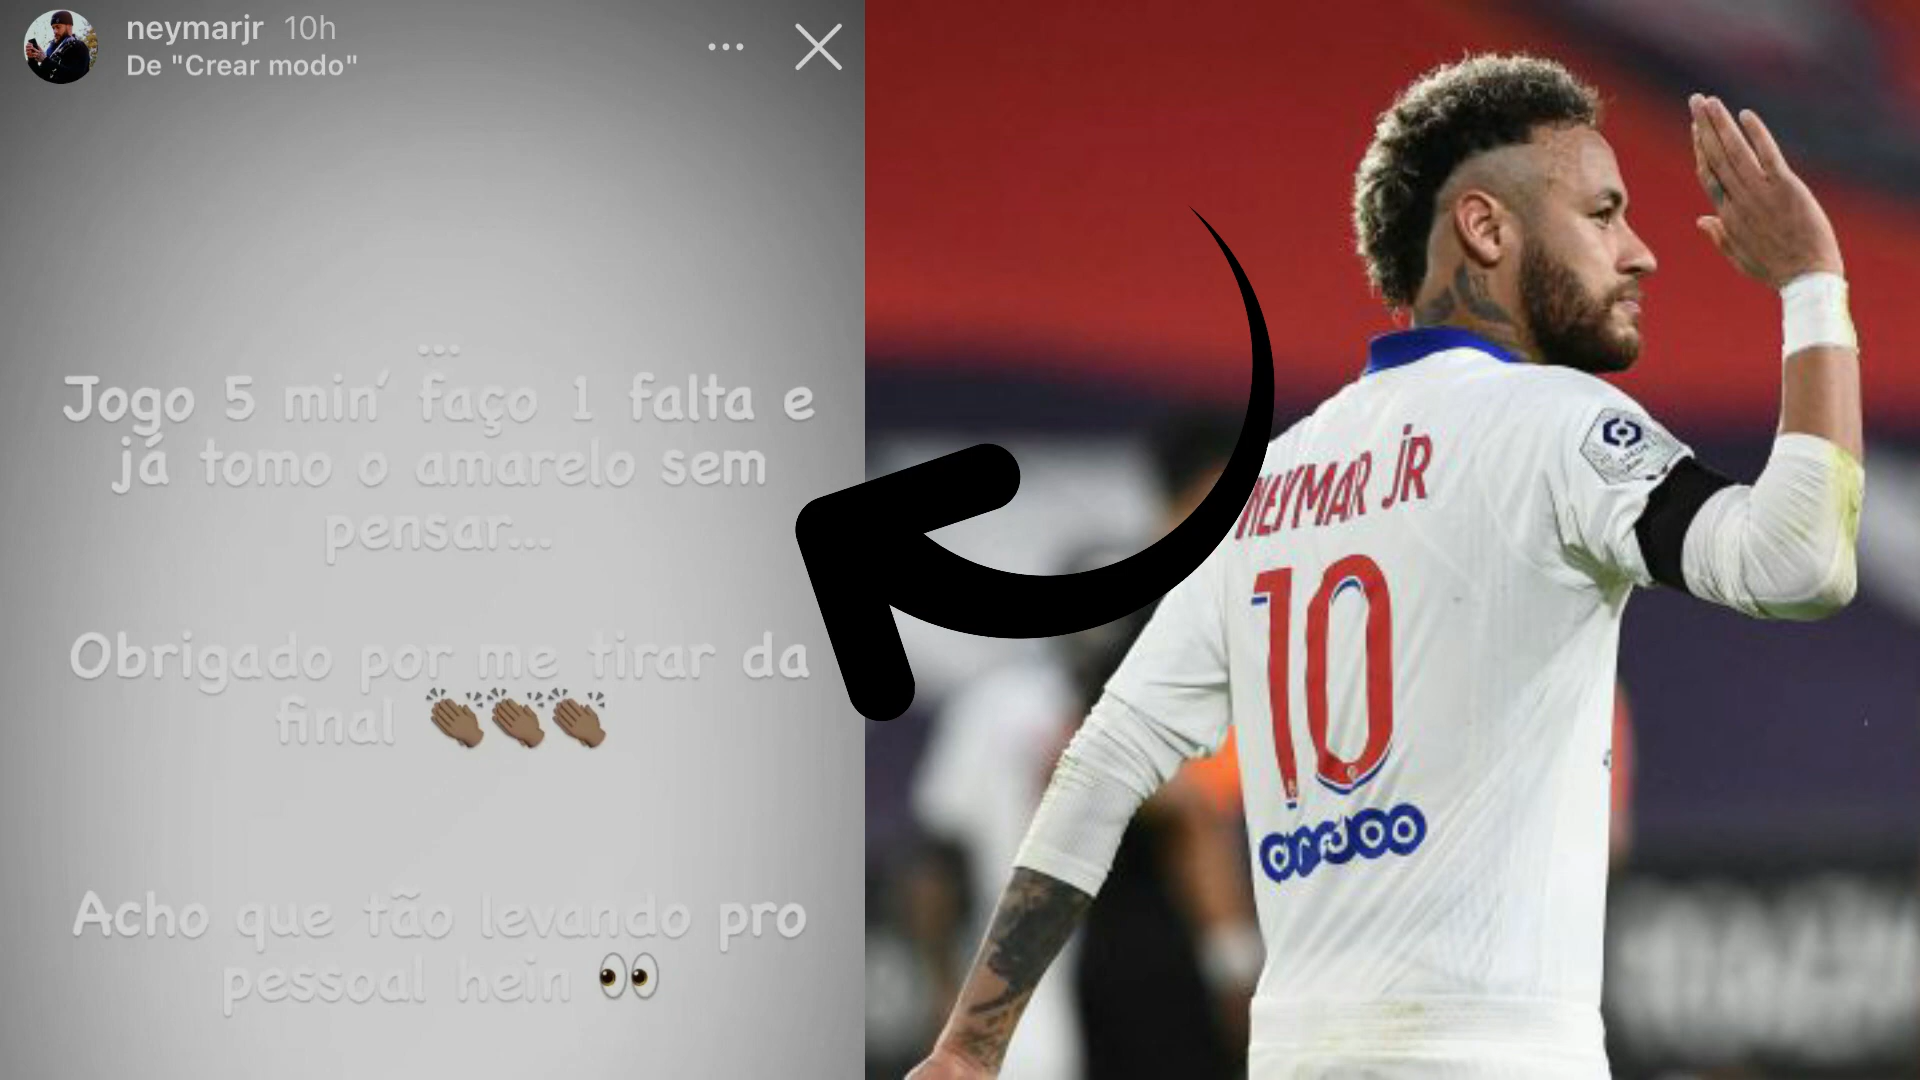 neymarjr 10h
De "Crear modo"
...
Jogo 5 min' faço 1 falta e
já tomo o amarelo sem
pensar...
Obrigado por me tirar da
final 👏🏾👏🏾👏🏾
Acho que tão levando pro
pessoal hein 👀
NEYMAR JR
10
ooredoo